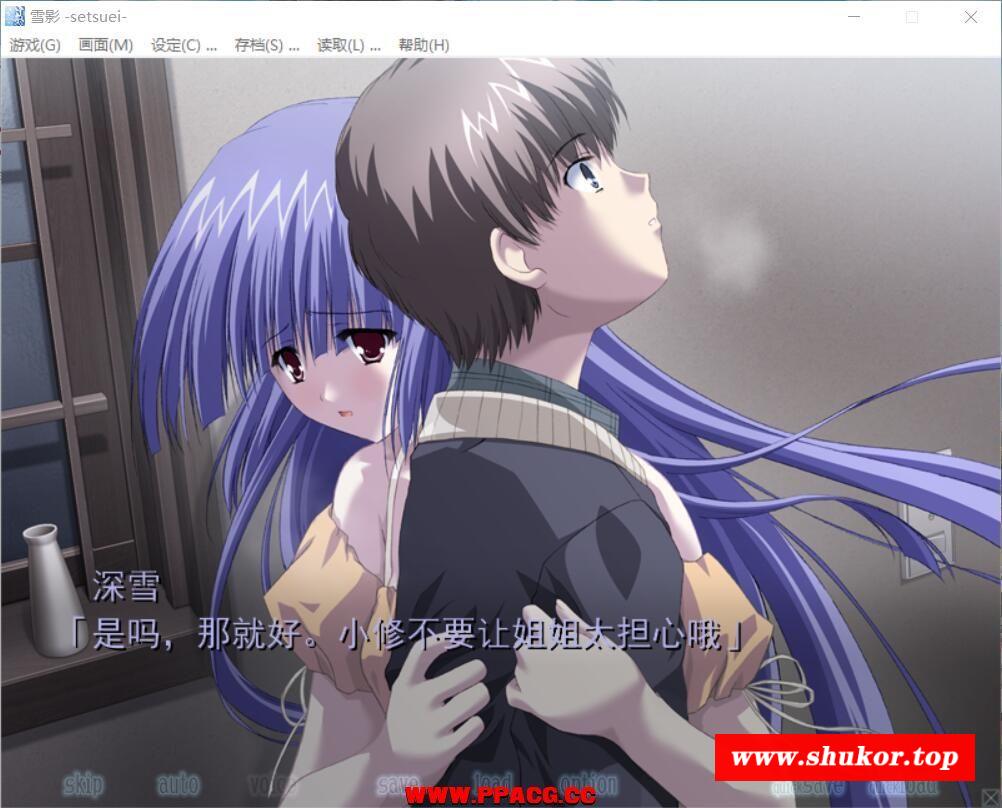 雪影 -setsuei-
游戏(G) 画面(M) 设定(C) ... 存档(S) ... 读取(L) ... 帮助(H)
深雪
「是吗，那就好。小修不要让姐姐太担心哦」
www.shukor.top
skip auto voice save load option quicksave quickload
WWW.PPACG.CC